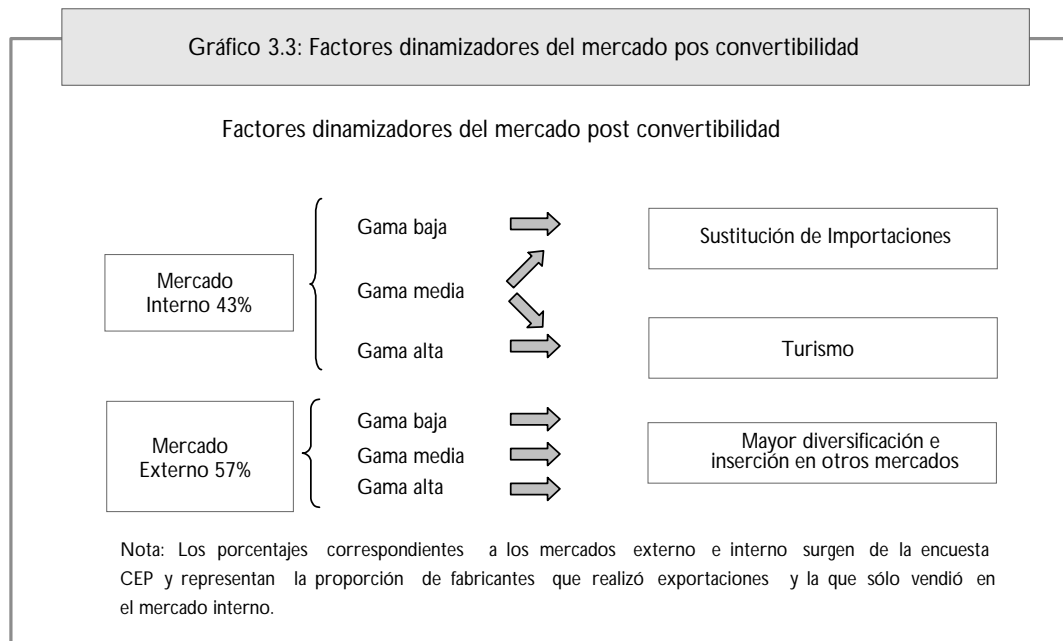 Gráfico 3.3: Factores dinamizadores del mercado pos convertibilidad
Factores dinamizadores del mercado post convertibilidad
Mercado
Interno 43%
Gama baja
Gama media
Gama alta
Sustitución de Importaciones
Turismo
Mercado
Externo 57%
Gama baja
Gama media
Gama alta
Mayor diversificación e
inserción en otros mercados
Nota: Los porcentajes correspondientes a los mercados externo e interno surgen de la encuesta
CEP y representan la proporción de fabricantes que realizó exportaciones y la que sólo vendió en
el mercado interno.